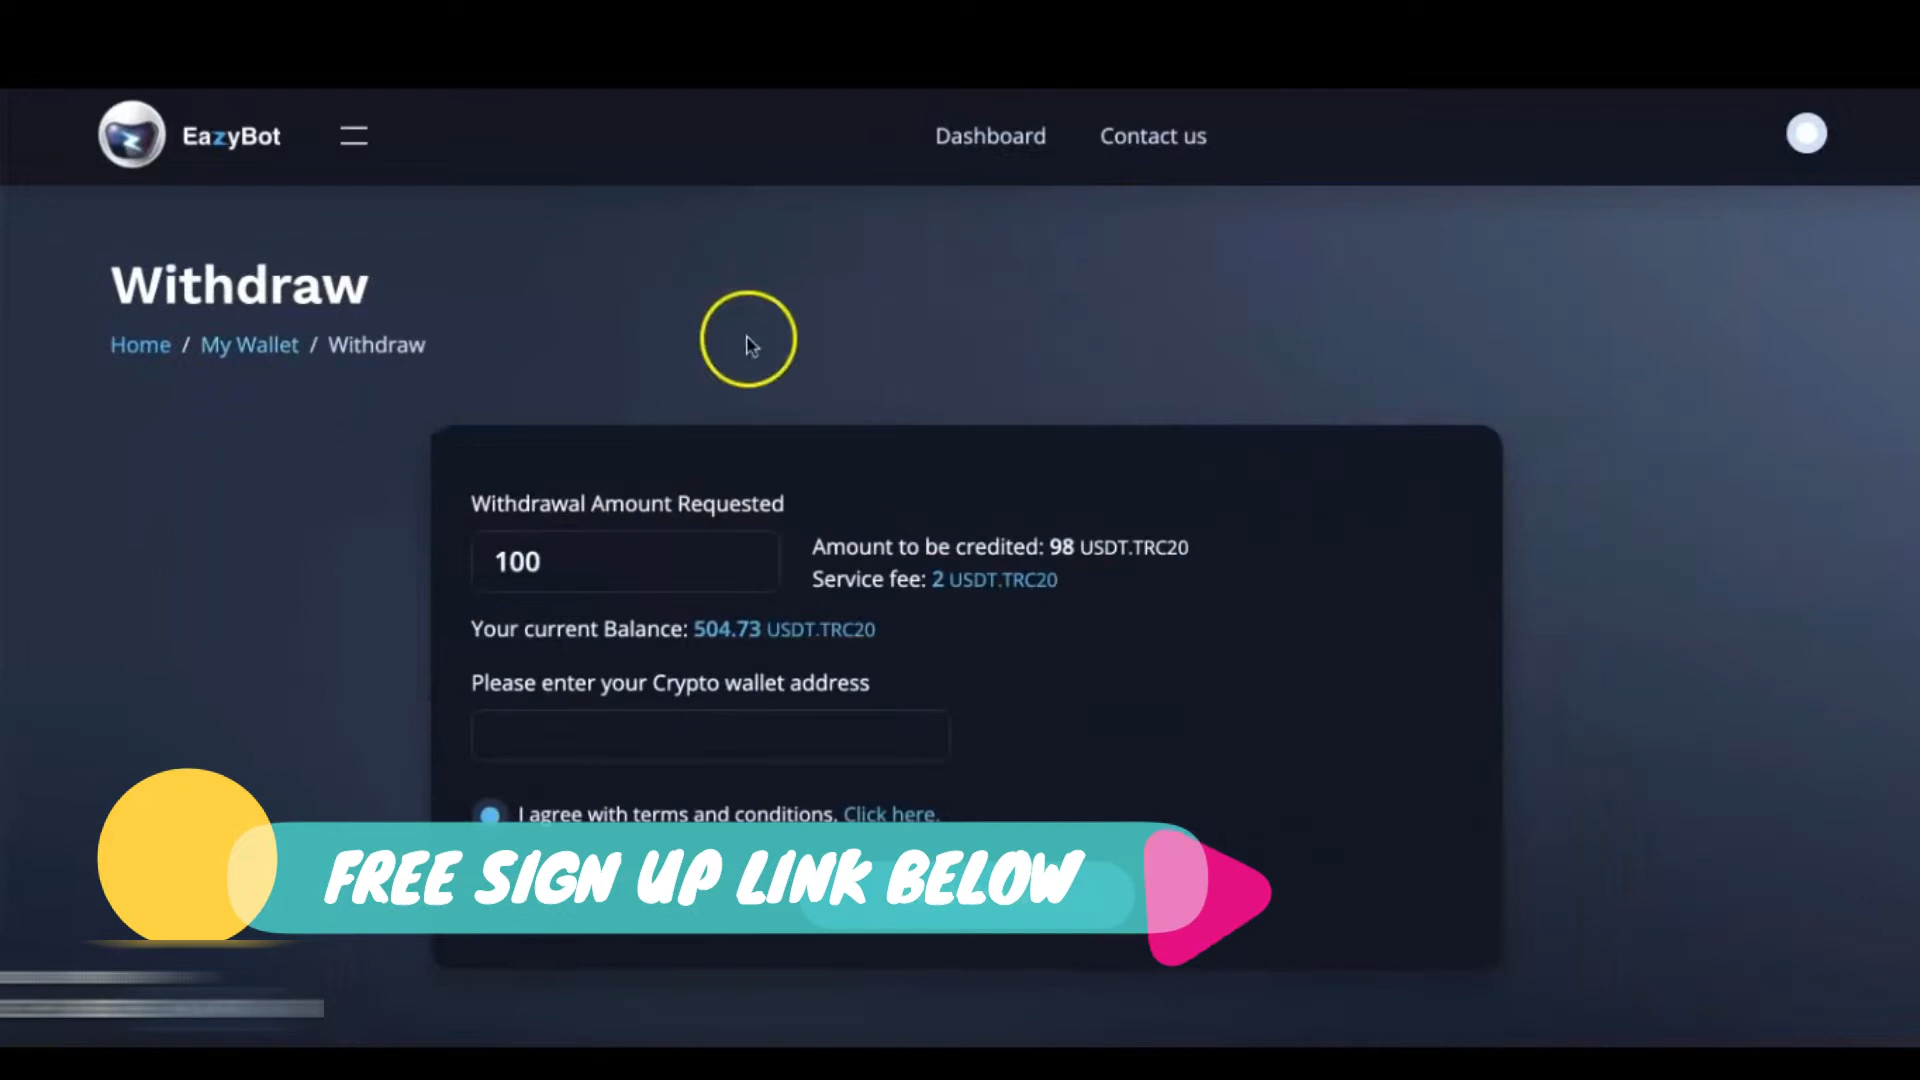 EazyBot
Dashboard
Contact us
Withdraw
Home / My Wallet / Withdraw
Withdrawal Amount Requested
100
Amount to be credited: 98 USDT.TRC20
Service fee: 2 USDT.TRC20
Your current Balance: 504.73 USDT.TRC20
Please enter your Crypto wallet address
I agree with terms and conditions. Click here.
FREE SIGN UP LINK BELOW